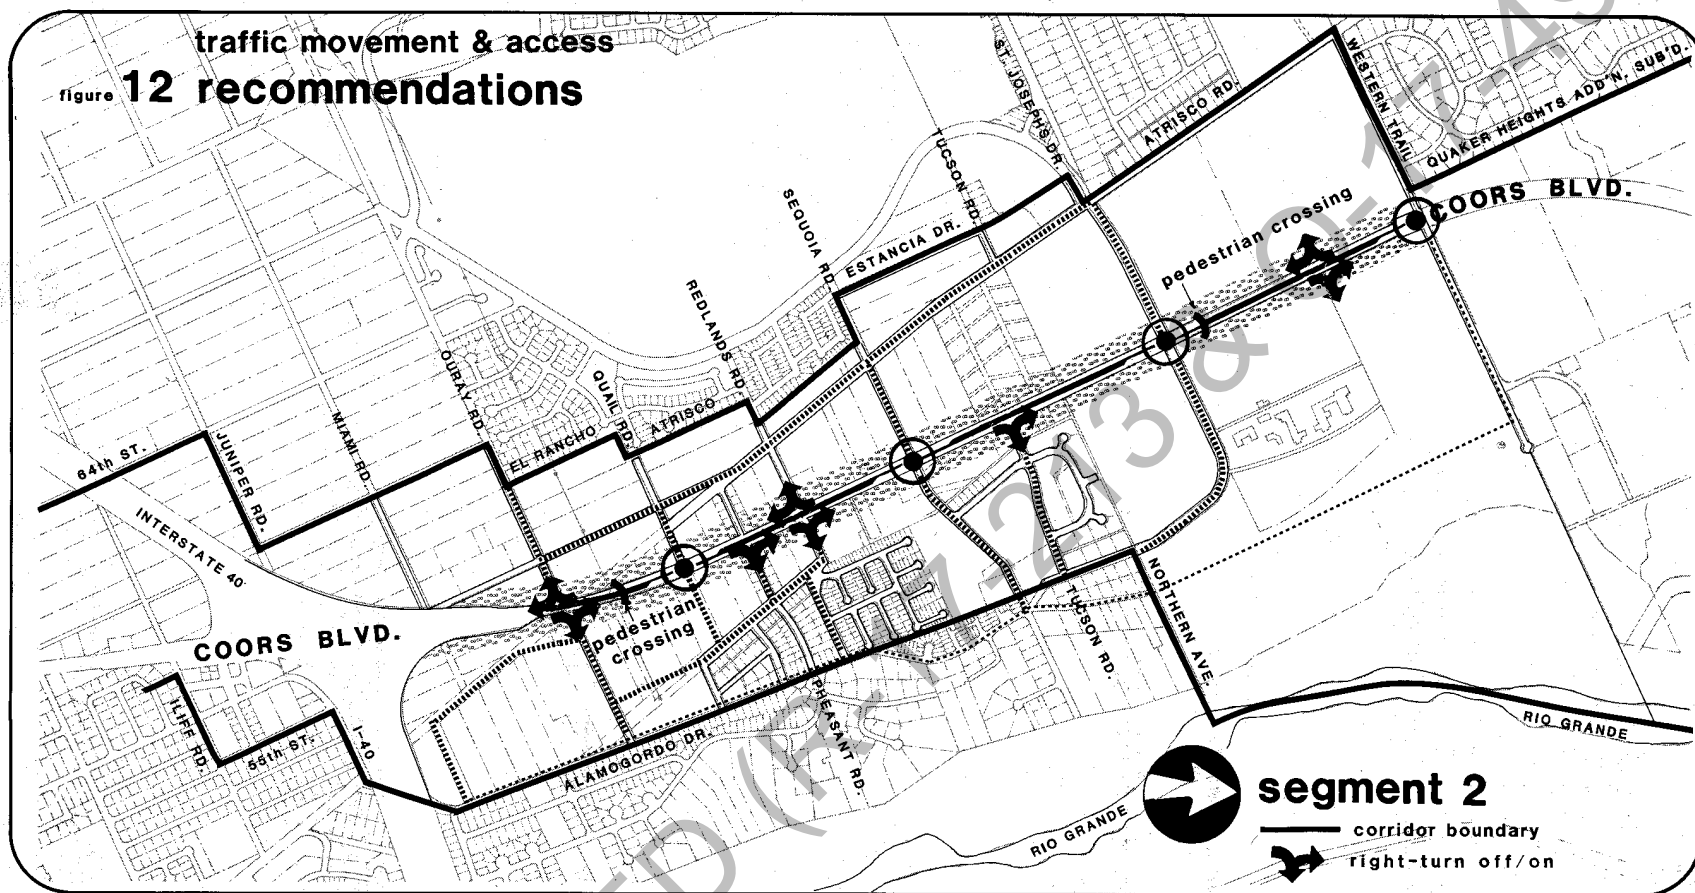 traffic movement & access
figure 12 recommendations
ST. JOSEPHS DR.
WESTERN TRAIL
QUAKER HEIGHTS ADD'N. SUB'D.
ATRISCO RD.
TUCSON RD.
COORS BLVD.
SEQUOIA RD.
pedestrian crossing
ESTANCIA DR.
REDLANDS RD.
OURAY RD.
QUAIL RD.
ATRISCO
EL RANCHO
MIAMI RD.
64th ST.
JUNIPER RD.
INTERSTATE 40
COORS BLVD.
pedestrian
crossing
TUCSON RD.
NORTHERN AVE.
PHEASANT RD.
ILIFF RD.
55th ST.
I-40
ALAMOGORDO DR.
RIO GRANDE
RIO GRANDE
segment 2
corridor boundary
right-turn off/on